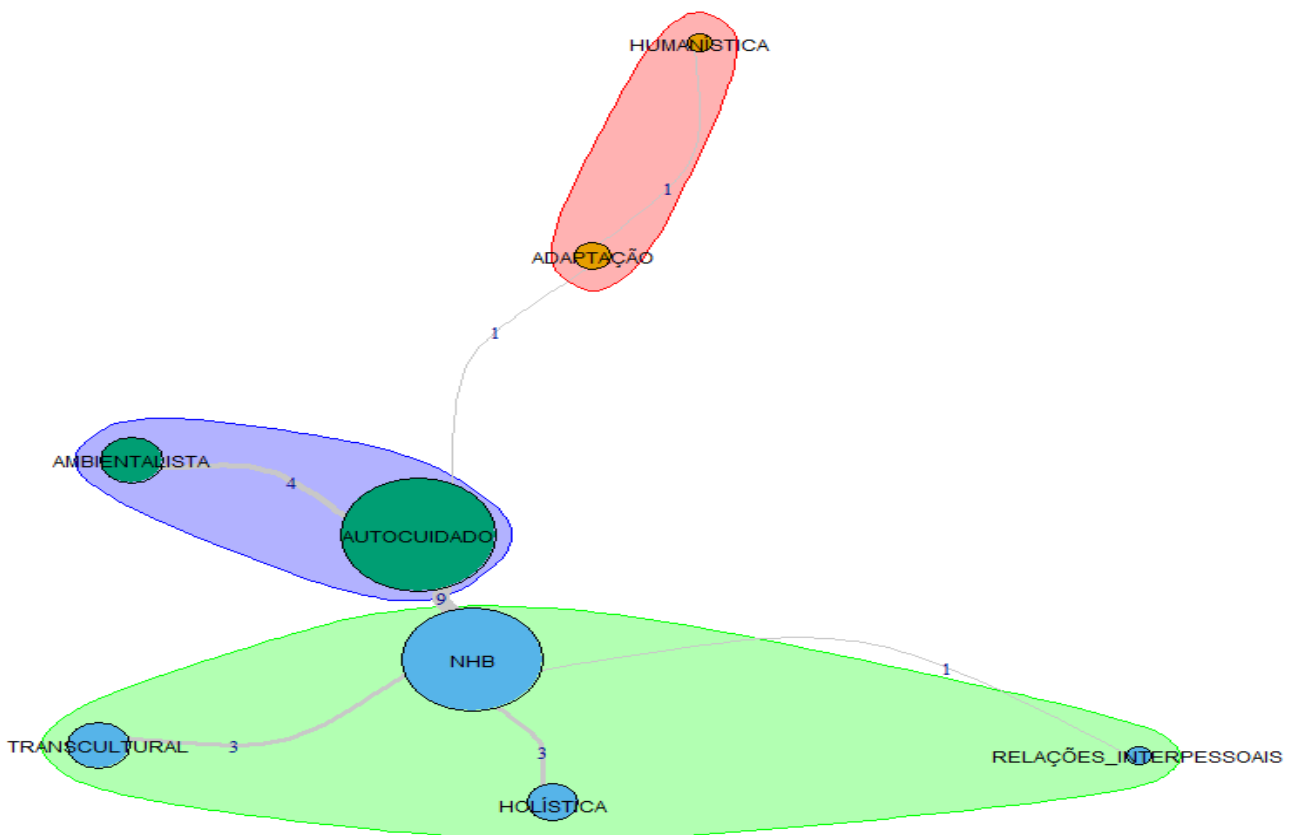 HUMANÍSTICA
1
ADAPTAÇÃO
1
AMBIENTALISTA
4
AUTOCUIDADO
9
NHB
1
TRANSCULTURAL
3
3
RELAÇÕES_INTERPESSOAIS
HOLÍSTICA